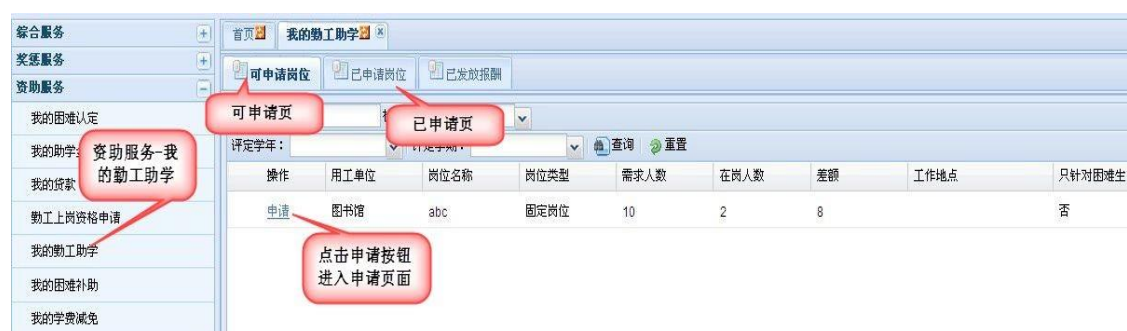 综合服务
奖惩服务
资助服务
我的困难认定
我的助学
我的贷款
勤工上岗资格申请
我的勤工助学
我的困难补助
我的学费减免
资助服务-我
的勤工助学
首页 我的勤工助学
可申请岗位 已申请岗位 已发放报酬
可申请页
已申请页
评定学年： 查询 重置
操作 用工单位 岗位名称 岗位类型 需求人数 在岗人数 差额 工作地点 只针对困难生
申请 图书馆 abc 固定岗位 10 2 8 否
点击申请按钮
进入申请页面